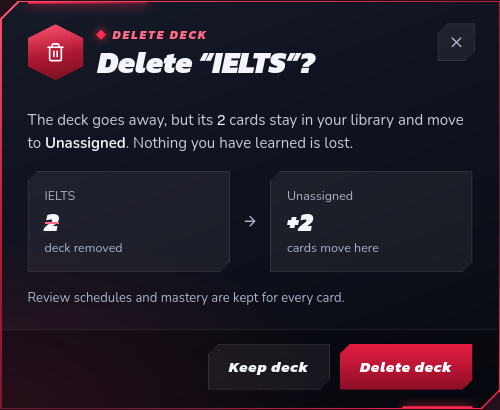 DELETE DECK
Delete “IELTS”?
The deck goes away, but its 2 cards stay in your library and move
to Unassigned. Nothing you have learned is lost.
IELTS
2
deck removed
Unassigned
+2
cards move here
Review schedules and mastery are kept for every card.
Keep deck
Delete deck